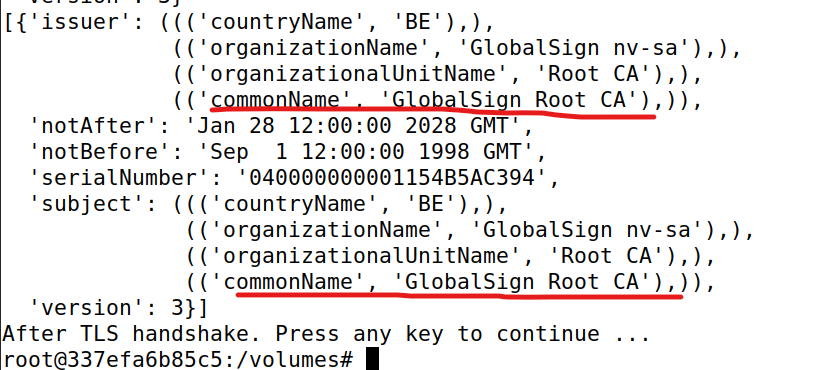 [{'issuer': ((('countryName', 'BE'),),
(('organizationName', 'GlobalSign nv-sa'),),
(('organizationalUnitName', 'Root CA'),),
(('commonName', 'GlobalSign Root CA'),)),
'notAfter': 'Jan 28 12:00:00 2028 GMT',
'notBefore': 'Sep  1 12:00:00 1998 GMT',
'serialNumber': '040000000001154B5AC394',
'subject': ((('countryName', 'BE'),),
(('organizationName', 'GlobalSign nv-sa'),),
(('organizationalUnitName', 'Root CA'),),
(('commonName', 'GlobalSign Root CA'),)),
'version': 3}]
After TLS handshake. Press any key to continue ...
root@337efa6b85c5:/volumes#